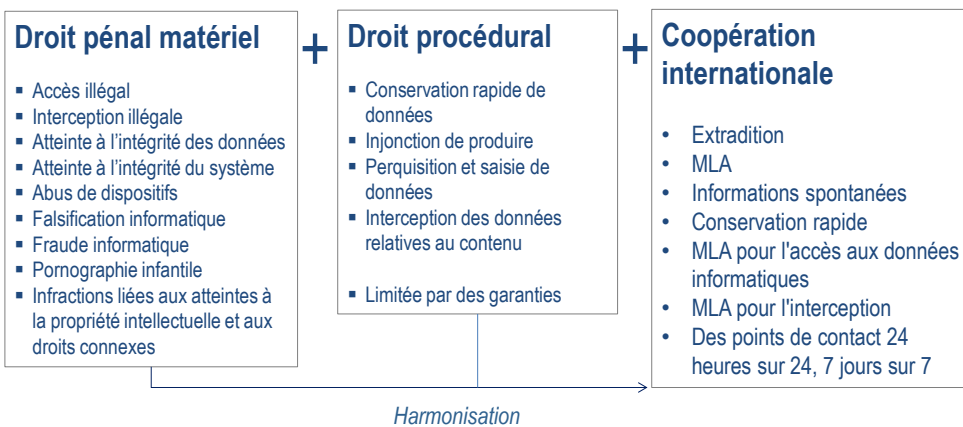 Droit pénal matériel
▪ Accès illégal
▪ Interception illégale
▪ Atteinte à l’intégrité des données
▪ Atteinte à l’intégrité du système
▪ Abus de dispositifs
▪ Falsification informatique
▪ Fraude informatique
▪ Pornographie infantile
▪ Infractions liées aux atteintes à
la propriété intellectuelle et aux
droits connexes
+
Droit procédural
▪ Conservation rapide de
données
▪ Injonction de produire
▪ Perquisition et saisie de
données
▪ Interception des données
relatives au contenu
▪ Limitée par des garanties
+
Coopération
internationale
• Extradition
• MLA
• Informations spontanées
• Conservation rapide
• MLA pour l'accès aux données
informatiques
• MLA pour l'interception
• Des points de contact 24
heures sur 24, 7 jours sur 7
Harmonisation